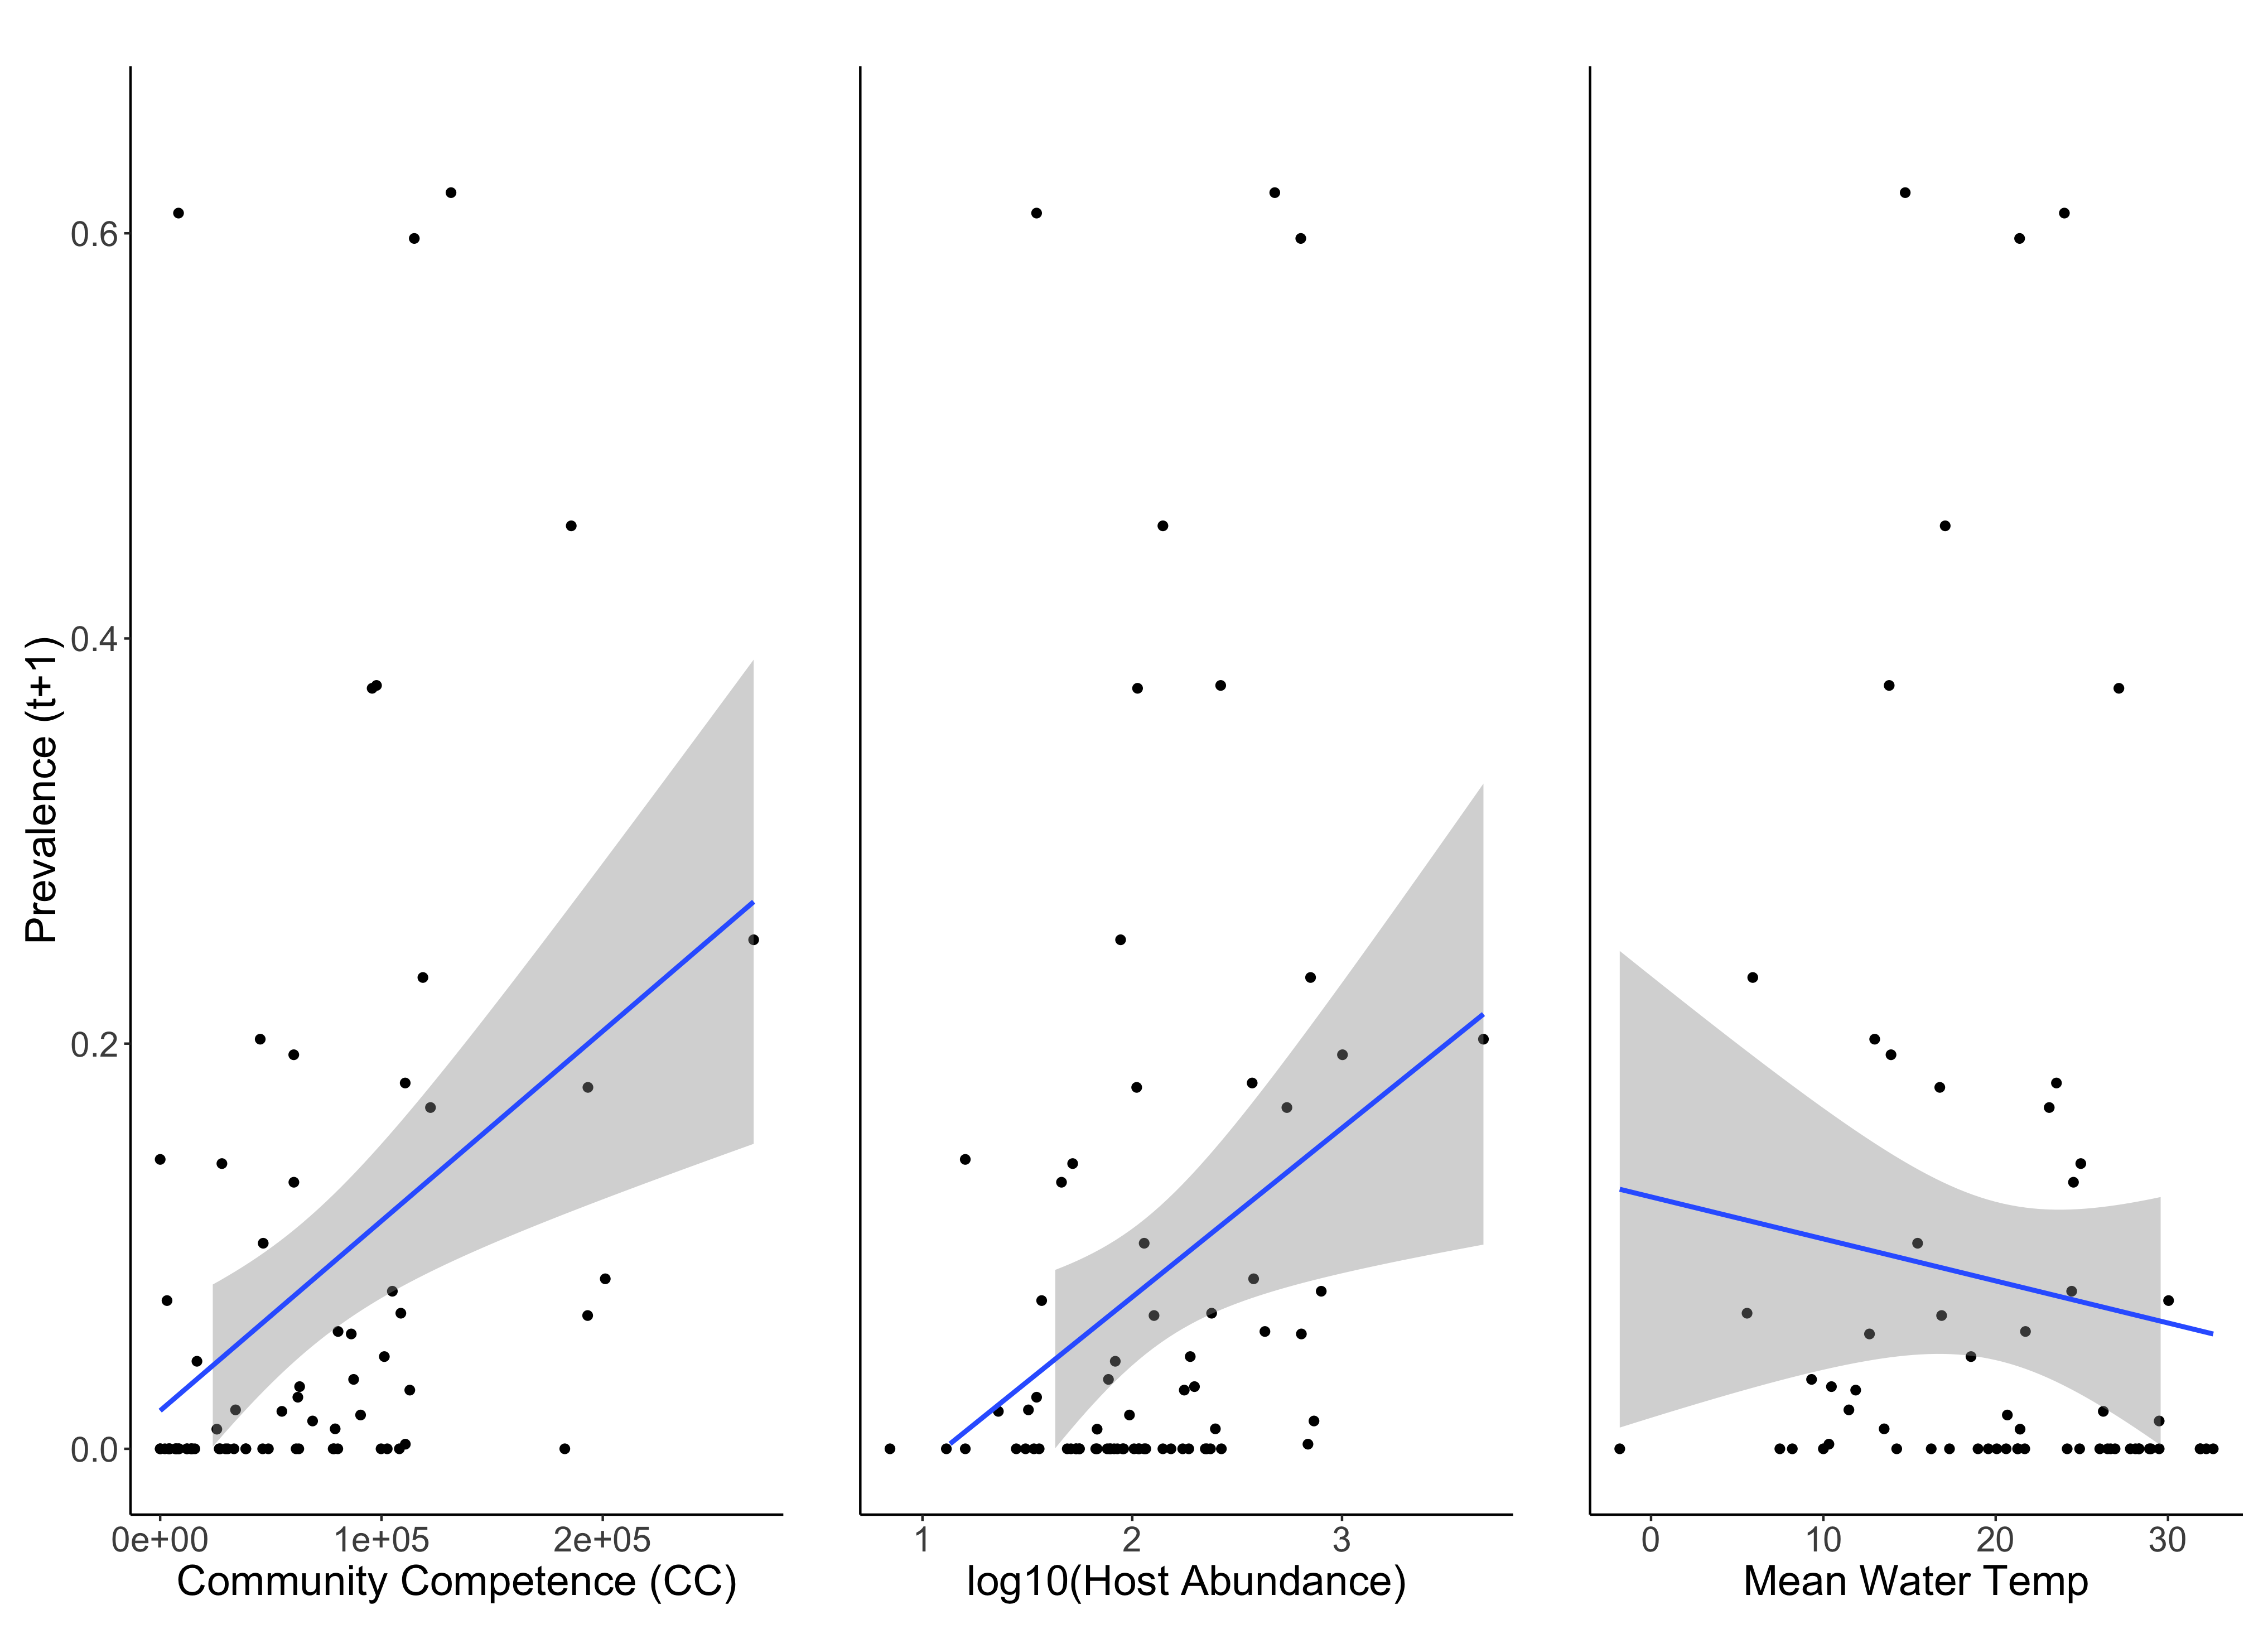 Prevalence (t+1)
0.6
0.4
0.2
0.0
0e+00 1e+05 2e+05
Community Competence (CC)
1 2 3
log10(Host Abundance)
0 10 20 30
Mean Water Temp